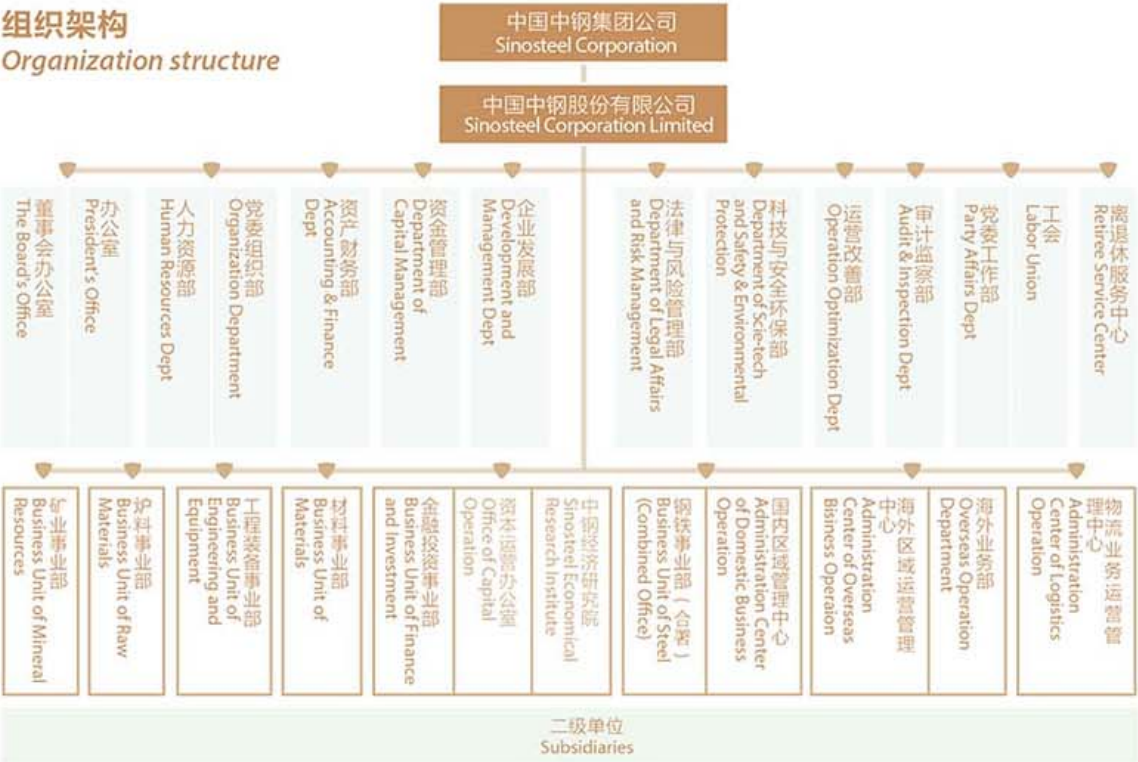 组织架构
Organization structure
中国中钢集团公司
Sinosteel Corporation
中国中钢股份有限公司
Sinosteel Corporation Limited
董事会办公室
The Board's Office
办公室
President's Office
人力资源部
Human Resources Dept
党委组织部
Organization Department
资产财务部
Accounting & Finance
Dept
资金管理部
Department of
Capital Management
企业发展部
Development and
Management Dept
法律与风险管理部
Department of Legal Affairs
and Risk Management
科技与安全环保部
Department of Scie-tech
and Safety & Environmental
Protection
运营改善部
Operation Optimization Dept
审计监察部
Audit & Inspection Dept
党委工作部
Party Affairs Dept
工会
Labor Union
离退休服务中心
Retiree Service Center
矿业事业部
Business Unit of Mineral
Resources
炉料事业部
Business Unit of Raw
Materials
工程装备事业部
Business Unit of
Engineering and
Equipment
材料事业部
Business Unit of
Materials
金融投资事业部
Business Unit of Finance
and Investment
资本运营办公室
Office of Capital
Operation
中钢经济研究院
Sinosteel Economical
Research Institute
钢铁事业部（合署）
Business Unit of Steel
(Combined Office)
国内区域管理中心
Administration Center
of Domestic Business
Operation
海外区域运营管理
中心
Administration
Center of Overseas
Bisiness Operaion
海外业务部
Overseas Operation
Department
物流业务运营管
理中心
Administration
Center of Logistics
Operation
二级单位
Subsidiaries